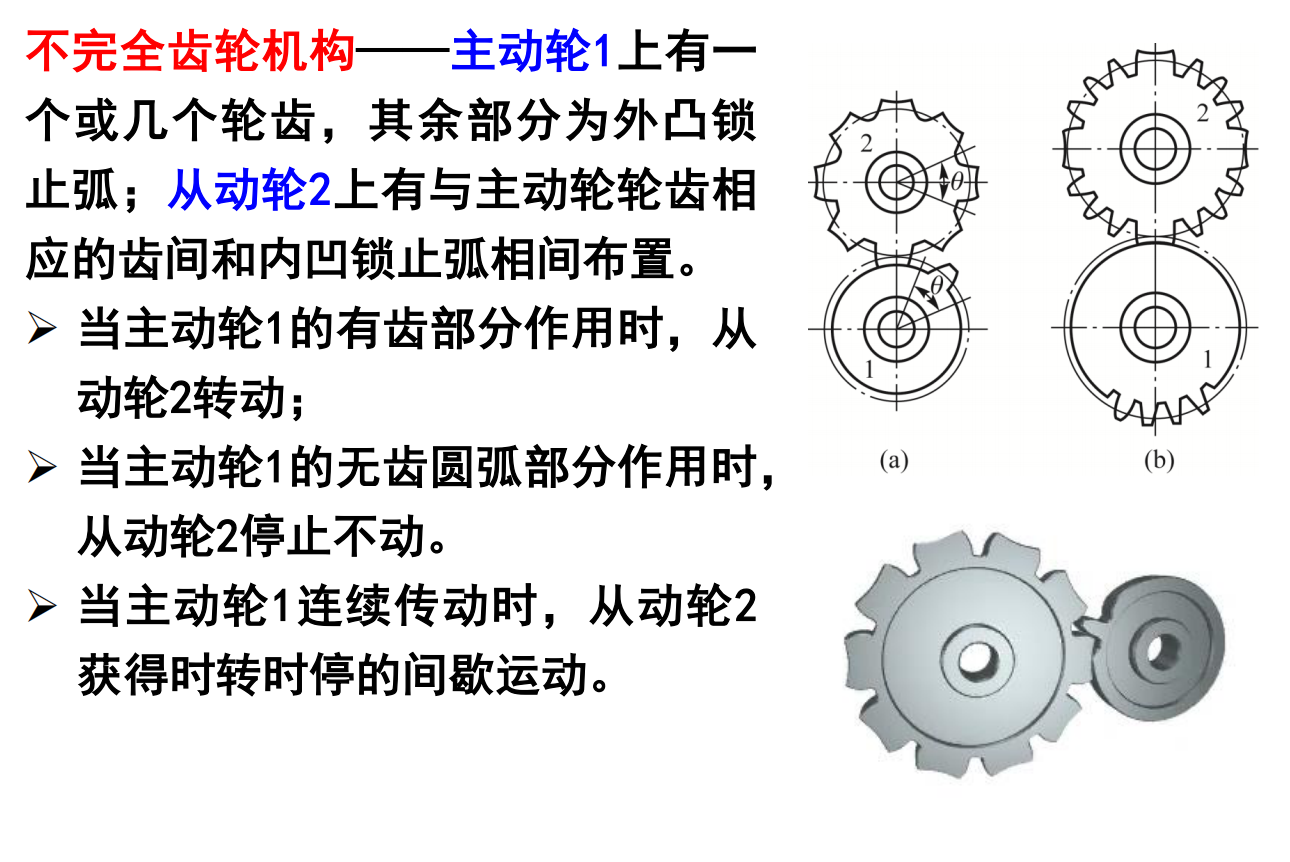 不完全齿轮机构——主动轮1上有一
个或几个轮齿，其余部分为外凸锁
止弧；从动轮2上有与主动轮轮齿相
应的齿间和内凹锁止弧相间布置。
➢ 当主动轮1的有齿部分作用时，从
动轮2转动；
➢ 当主动轮1的无齿圆弧部分作用时，
从动轮2停止不动。
➢ 当主动轮1连续传动时，从动轮2
获得时转时停的间歇运动。
2
θ
θ
1
(a)
2
1
(b)